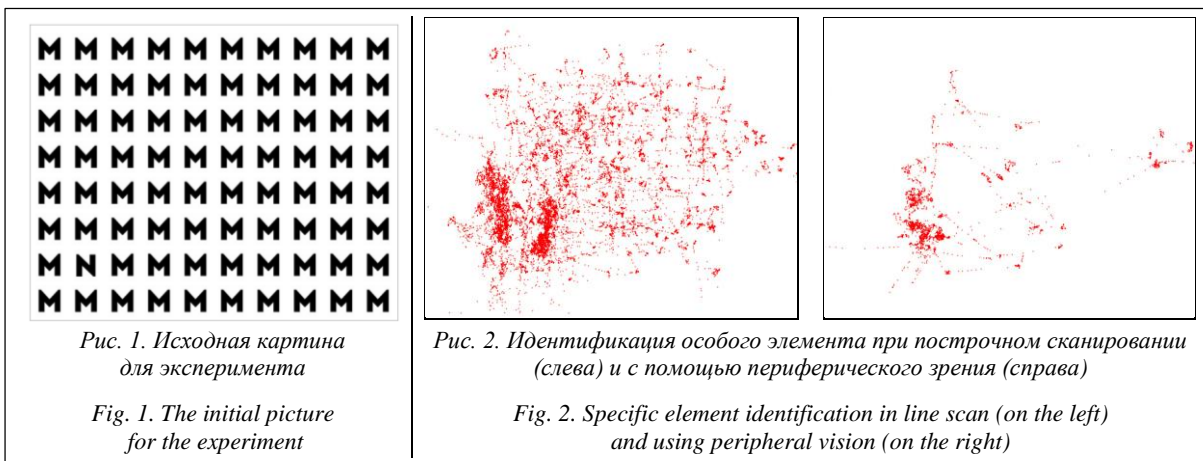 M M M M M M M M M M
M M M M M M M M M M
M M M M M M M M M M
M M M M M M M M M M
M M M M M M M M M M
M M M M M M M M M M
M N M M M M M M M M
M M M M M M M M M M
Рис. 1. Исходная картина
для эксперимента
Fig. 1. The initial picture
for the experiment
Рис. 2. Идентификация особого элемента при построчном сканировании
(слева) и с помощью периферического зрения (справа)
Fig. 2. Specific element identification in line scan (on the left)
and using peripheral vision (on the right)